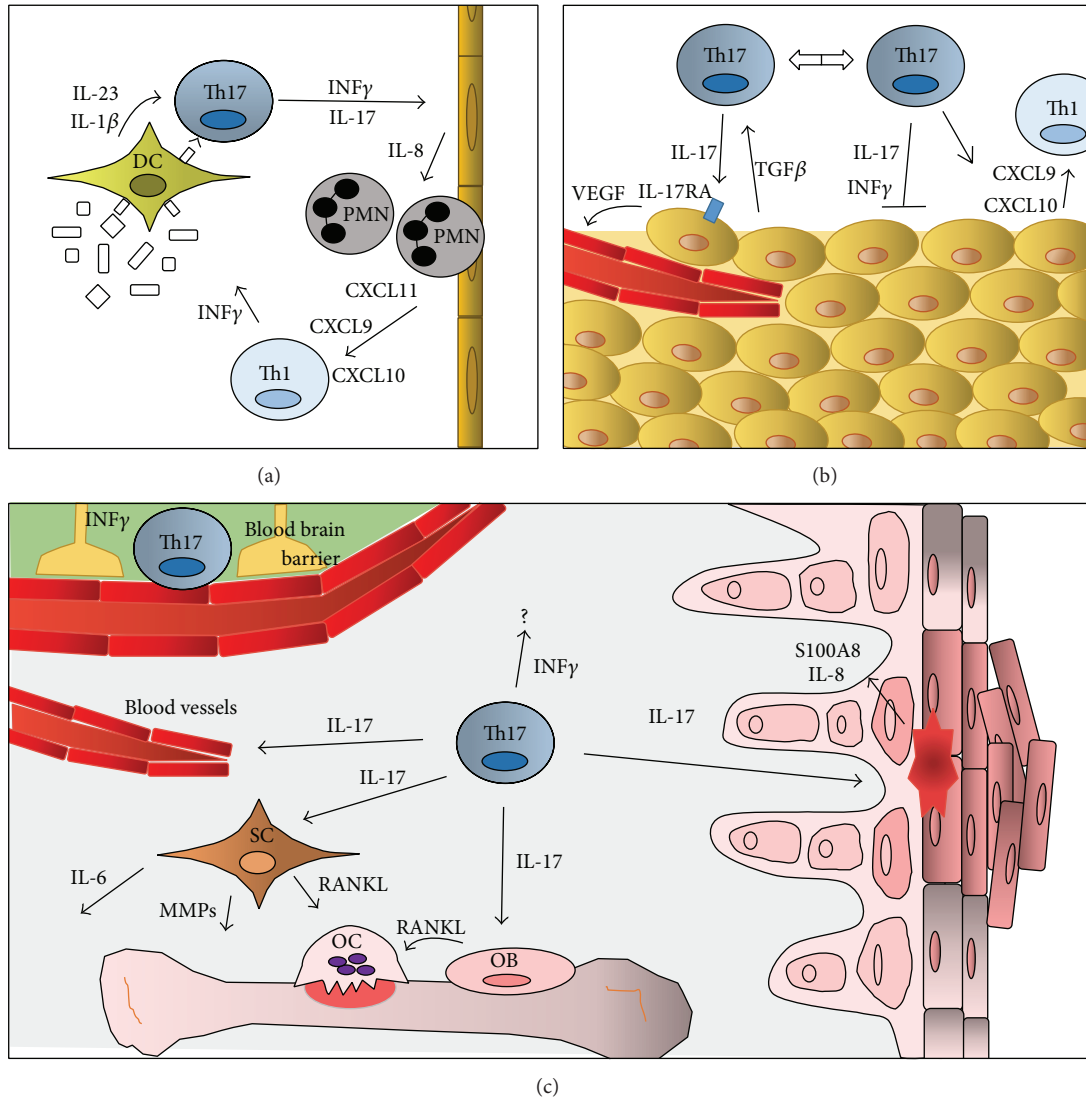 IL-23
IL-1β
Th17
INFγ
IL-17
DC
IL-8
PMN
PMN
CXCL11
INFγ
CXCL9
Th1
CXCL10
(a)
Th17
Th17
Th1
IL-17
TGFβ
IL-17
CXCL9
VEGF
IL-17RA
INFγ
CXCL10
(b)
INFγ
Th17
Blood brain
barrier
?
INFγ
S100A8
IL-8
Blood vessels
IL-17
Th17
IL-17
IL-17
SC
IL-17
IL-6
RANKL
MMPs
RANKL
OC
OB
(c)